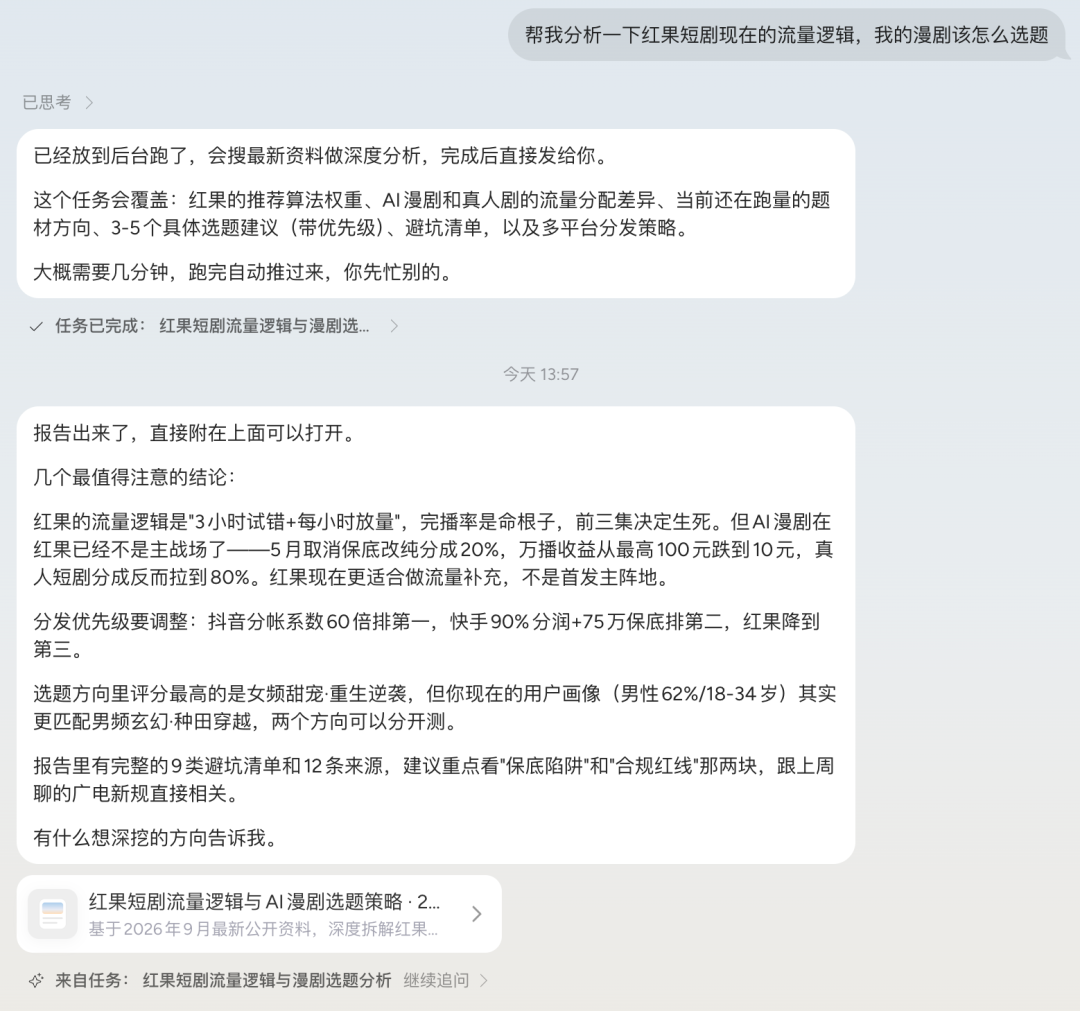 帮我分析一下红果短剧现在的流量逻辑，我的漫剧该怎么选题
已思考
已经放到后台跑了，会搜最新资料做深度分析，完成后直接发给你。
这个任务会覆盖：红果的推荐算法权重、AI漫剧和真人剧的流量分配差异、当前还在跑量的题
材方向、3-5个具体选题建议（带优先级）、避坑清单，以及多平台分发策略。
大概需要几分钟，跑完自动推过来，你先忙别的。
任务已完成： 红果短剧流量逻辑与漫剧选...
今天 13:57
报告出来了，直接附在上面可以打开。
几个最值得注意的结论：
红果的流量逻辑是"3小时试错+每小时放量"，完播率是命根子，前三集决定生死。但AI漫剧在
红果已经不是主战场了——5月取消保底改纯分成20%，万播收益从最高100元跌到10元，真
人短剧分成反而拉到80%。红果现在更适合做流量补充，不是首发主阵地。
分发优先级要调整：抖音分帐系数60倍排第一，快手90%分润+75万保底排第二，红果降到
第三。
选题方向里评分最高的是女频甜宠·重生逆袭，但你现在的用户画像（男性62%/18-34岁）其实
更匹配男频玄幻·种田穿越，两个方向可以分开测。
报告里有完整的9类避坑清单和12条来源，建议重点看"保底陷阱"和"合规红线"那两块，跟上周
聊的广电新规直接相关。
有什么想深挖的方向告诉我。
红果短剧流量逻辑与AI漫剧选题策略 · 2...
基于2026年9月最新公开资料，深度拆解红果...
来自任务： 红果短剧流量逻辑与漫剧选题分析 继续追问